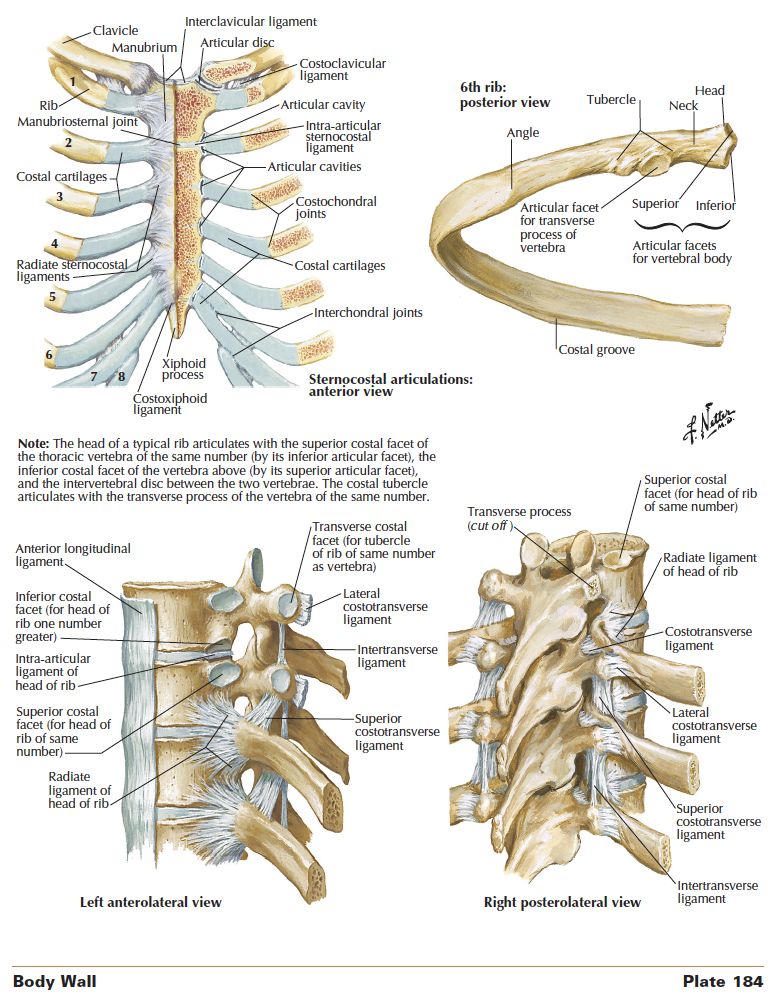 Clavicle
Interclavicular ligament
Manubrium
Articular disc
Costoclavicular
ligament
1
Rib
Articular cavity
Manubriosternal joint
Intra-articular
sternocostal
ligament
2
Articular cavities
Costal cartilages
3
Costochondral
joints
4
Radiate sternocostal
ligaments
Costal cartilages
5
Interchondral joints
6
7 8
Xiphoid
process
Costoxiphoid
ligament
Sternocostal articulations:
anterior view
6th rib:
posterior view
Tubercle
Head
Neck
Angle
Articular facet
for transverse
process of
vertebra
Superior
Inferior
Articular facets
for vertebral body
Costal groove
F. Netter
M.D.
Note: The head of a typical rib articulates with the superior costal facet of
the thoracic vertebra of the same number (by its inferior articular facet), the
inferior costal facet of the vertebra above (by its superior articular facet),
and the intervertebral disc between the two vertebrae. The costal tubercle
articulates with the transverse process of the vertebra of the same number.
Anterior longitudinal
ligament
Inferior costal
facet (for head of
rib one number
greater)
Intra-articular
ligament of
head of rib
Superior costal
facet (for head of
rib of same
number)
Radiate
ligament of
head of rib
Transverse costal
facet (for tubercle
of rib of same number
as vertebra)
Lateral
costotransverse
ligament
Intertransverse
ligament
Superior
costotransverse
ligament
Left anterolateral view
Transverse process
(cut off)
Superior costal
facet (for head of rib
of same number)
Radiate ligament
of head of rib
Costotransverse
ligament
Lateral
costotransverse
ligament
Superior
costotransverse
ligament
Intertransverse
ligament
Right posterolateral view
Body Wall
Plate 184